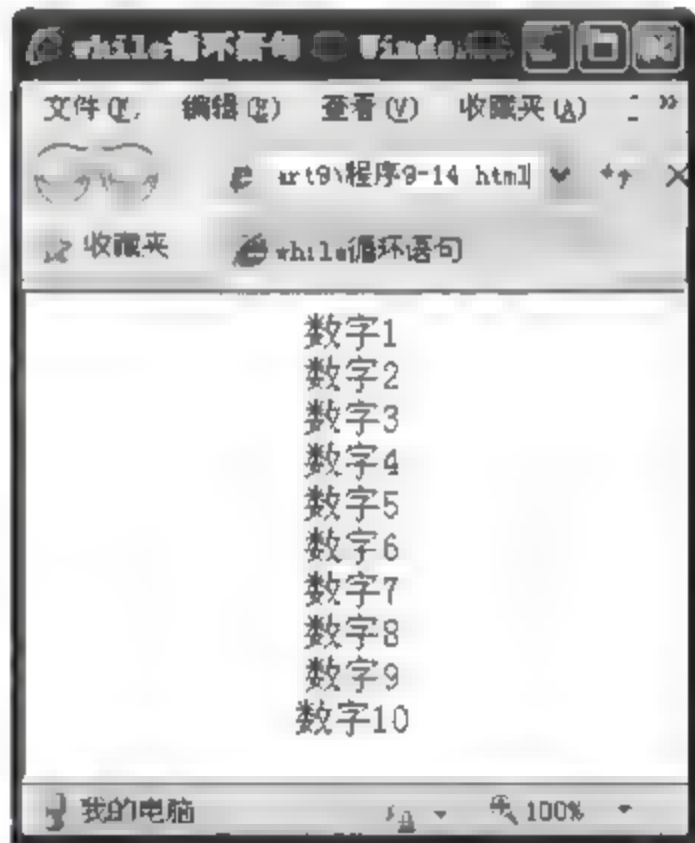 while循环语句 Windo
文件(F) 编辑(E) 查看(V) 收藏夹(A) »
art9\程序9-14 html
收藏夹 while循环语句
数字1
数字2
数字3
数字4
数字5
数字6
数字7
数字8
数字9
数字10
我的电脑 100%